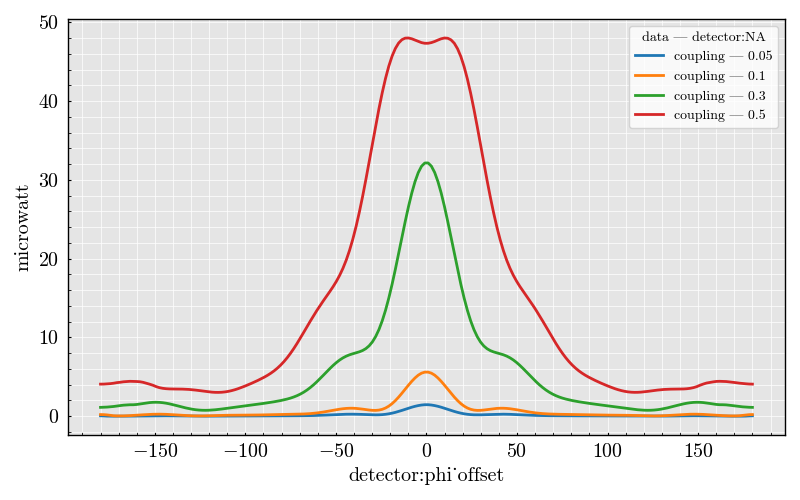 50
40
30
20
10
0
microwatt
data — detector:NA
coupling — 0.05
coupling — 0.1
coupling — 0.3
coupling — 0.5
−150
−100
−50
0
50
100
150
detector:phi˙offset